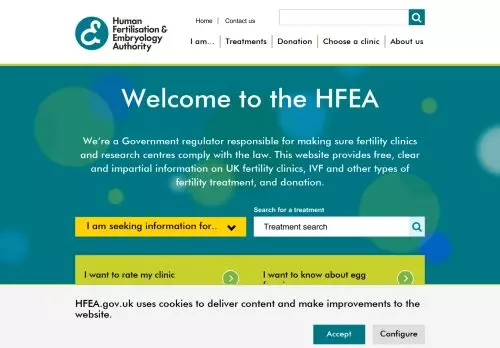 Human
Fertilisation &
Embryology
Authority
Home
Contact us
I am...
Treatments
Donation
Choose a clinic
About us
Welcome to the HFEA
We're a Government regulator responsible for making sure fertility clinics
and research centres comply with the law. This website provides free, clear
and impartial information on UK fertility clinics, IVF and other types of
fertility treatment, and donation.
I am seeking information for..
Search for a treatment
Treatment search
I want to rate my clinic
I want to know about egg
HFEA.gov.uk uses cookies to deliver content and make improvements to the
website.
Accept
Configure